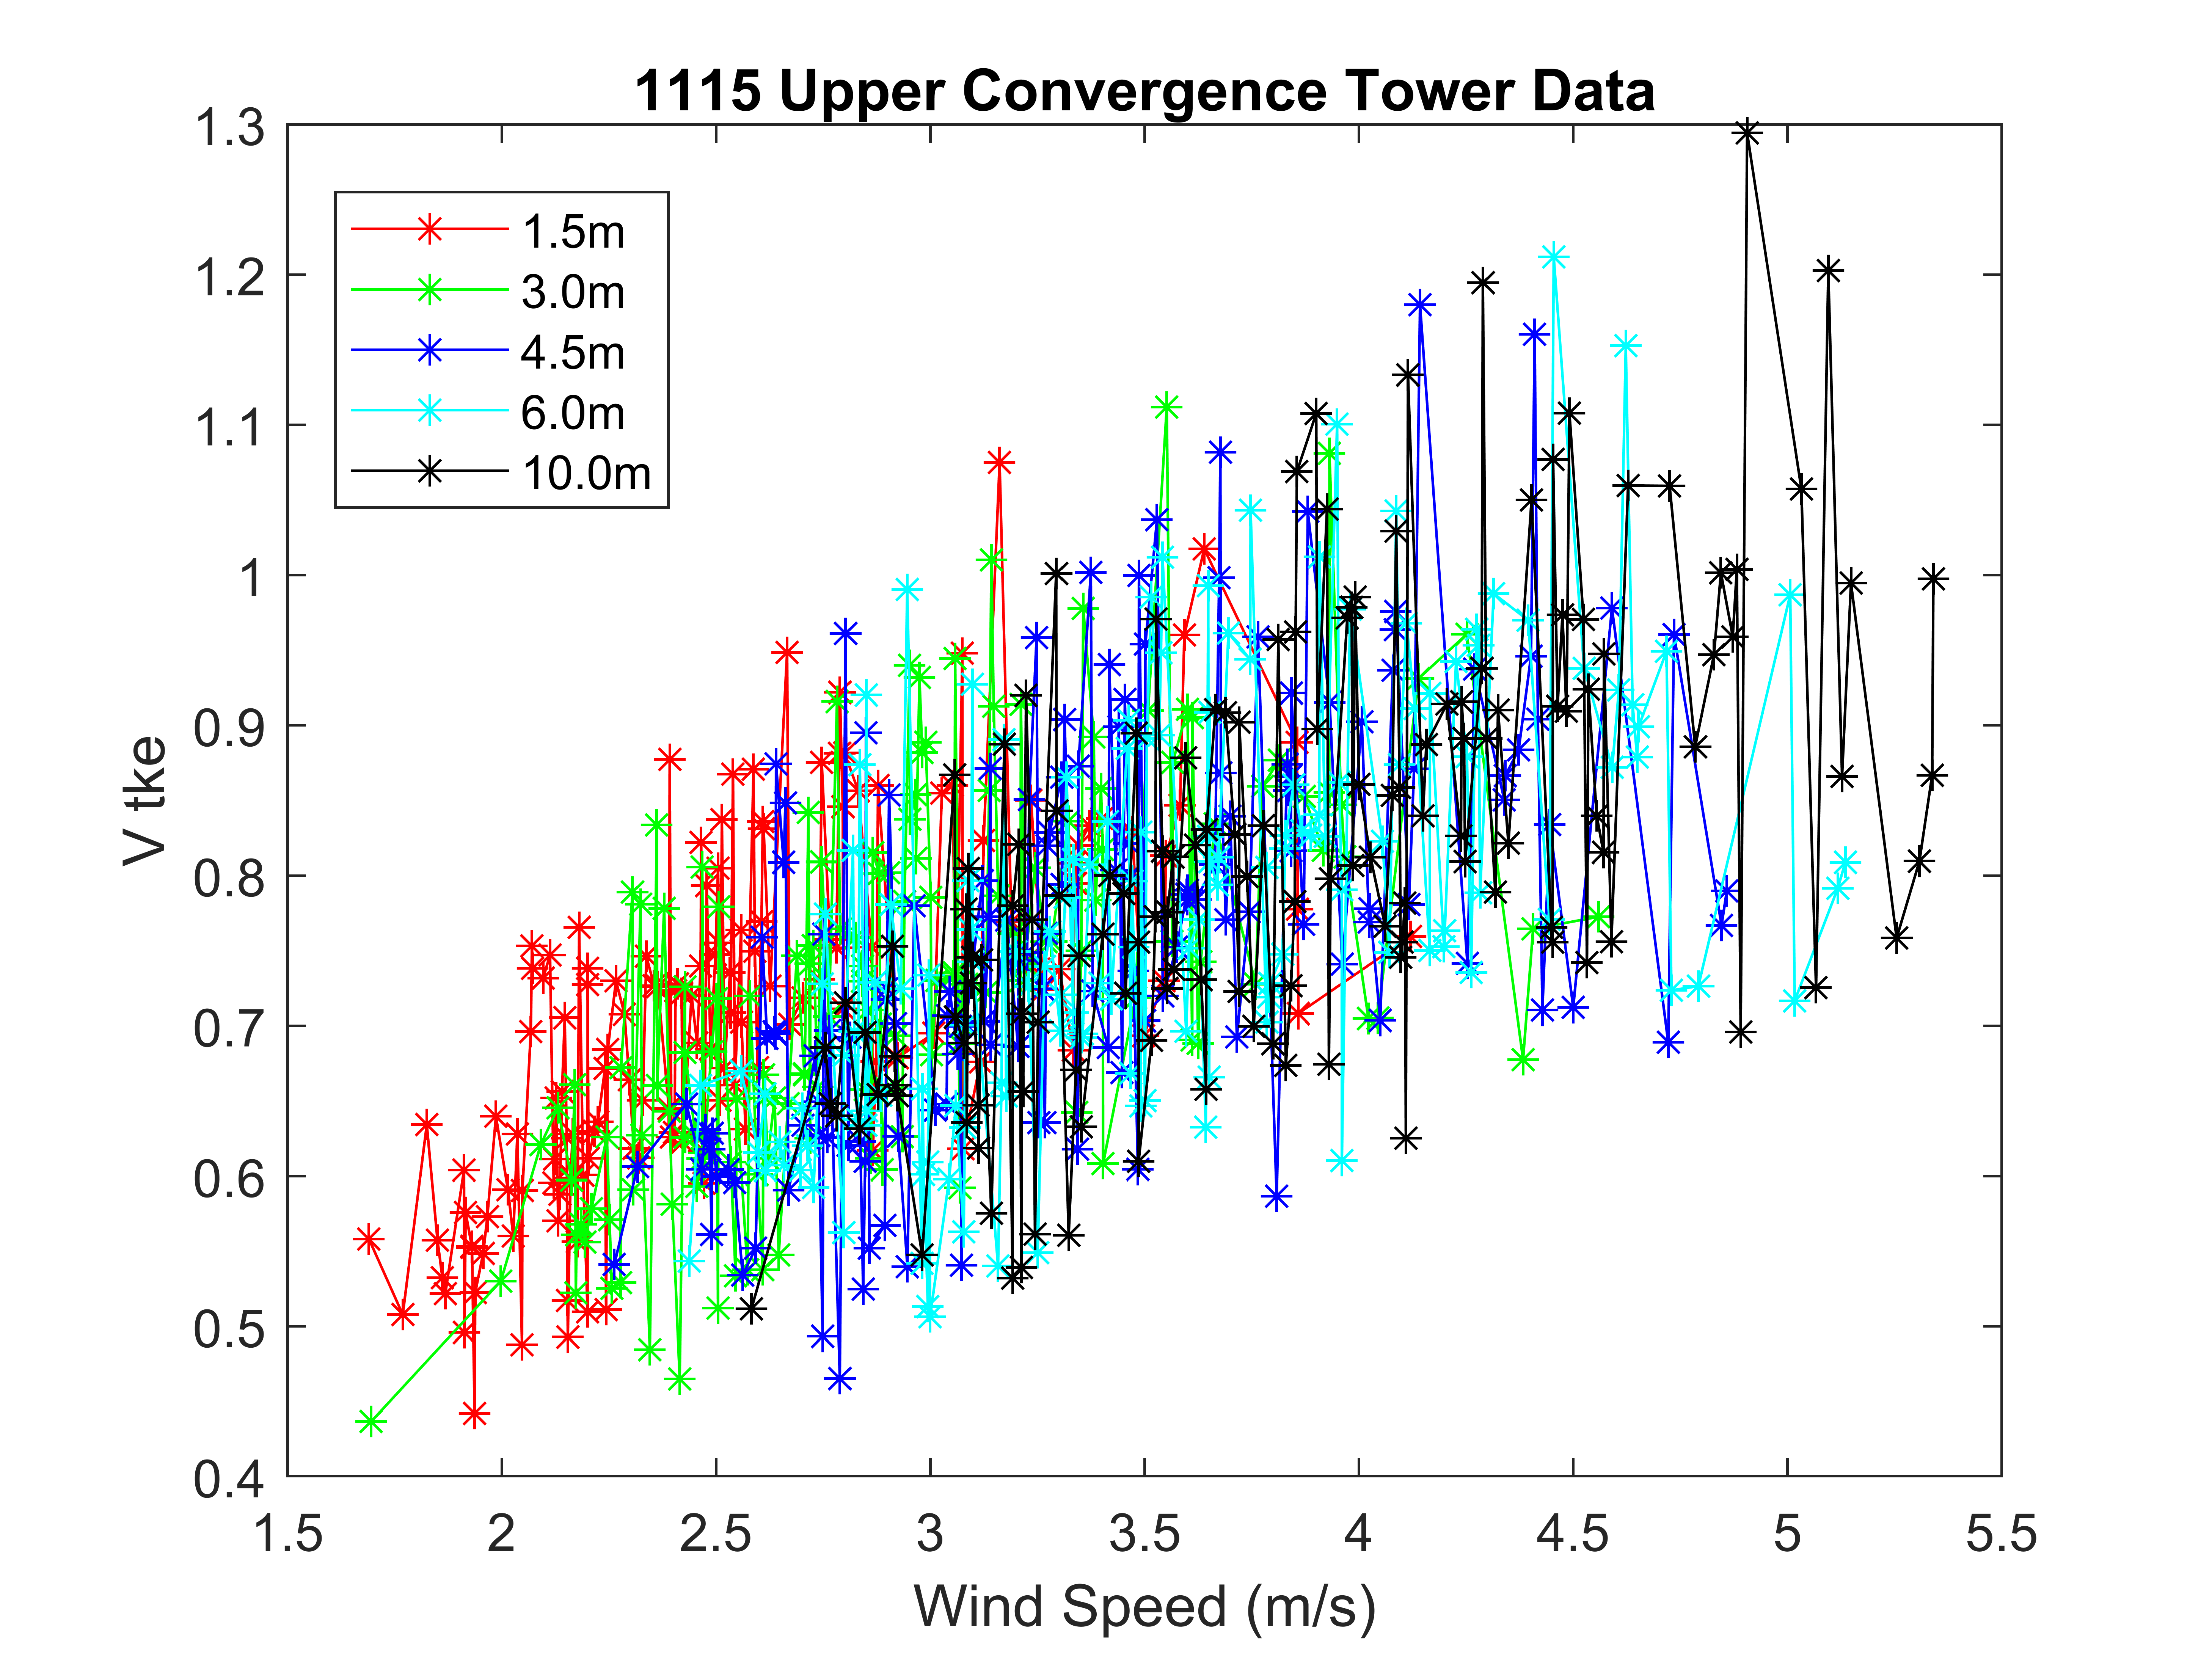 1115 Upper Convergence Tower Data
1.3
1.2
1.1
1
0.9
0.8
0.7
0.6
0.5
0.4
V tke
1.5m
3.0m
4.5m
6.0m
10.0m
1.5 2 2.5 3 3.5 4 4.5 5 5.5
Wind Speed (m/s)